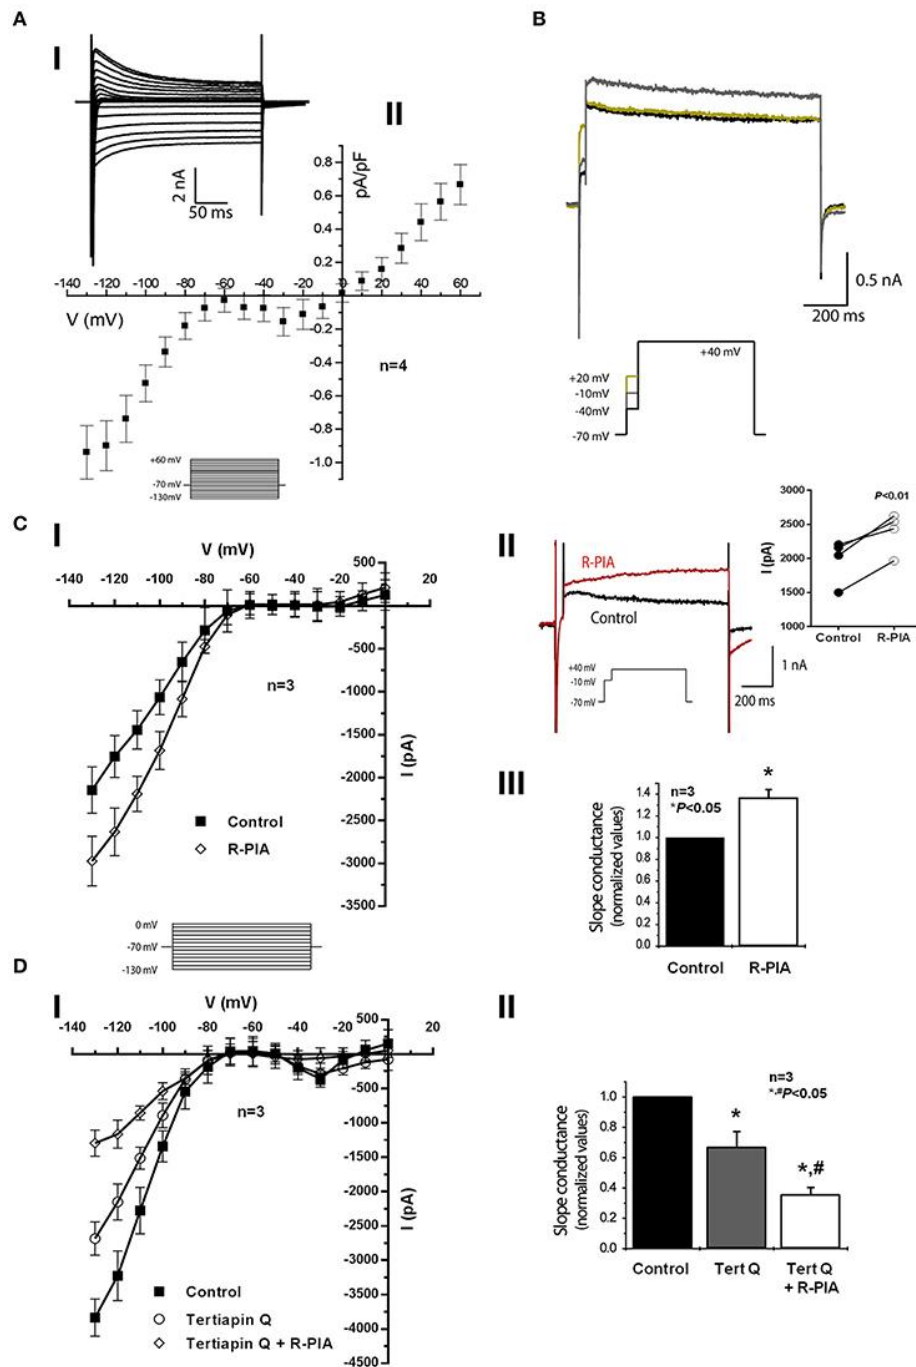 A
I
2 nA
50 ms
II
pA/pF
0.8
0.6
0.4
0.2
-140 -120 -100 -80 -60 -40 -20 0 20 40 60
V (mV)
-0.2
-0.4
-0.6
-0.8
-1.0
n=4
+60 mV
-70 mV
-130mV
B
0.5 nA
200 ms
+40 mV
+20 mV
-10mV
-40mV
-70 mV
C
I
V (mV)
-140 -120 -100 -80 -60 -40 -20 20
500
-500
-1000
-1500
-2000
-2500
-3000
-3500
I (pA)
n=3
Control
R-PIA
0 mV
-70 mV
-130 mV
II
R-PIA
Control
+40 mV
-10 mV
-70 mV
1 nA
200 ms
3000
2500
2000
1500
1000
I (pA)
P<0.01
Control R-PIA
III
Slope conductance
(normalized values)
1.4
1.2
1.0
0.8
0.6
0.4
0.2
0.0
n=3
*P<0.05
*
Control R-PIA
D
I
V (mV)
-140 -120 -100 -80 -60 -40 -20 20
500
-500
-1000
-1500
-2000
-2500
-3000
-3500
-4000
-4500
I (pA)
n=3
Control
Tertiapin Q
Tertiapin Q + R-PIA
II
Slope conductance
(normalized values)
1.0
0.8
0.6
0.4
0.2
0.0
n=3
*,#P<0.05
*
*,#
Control Tert Q Tert Q
+ R-PIA